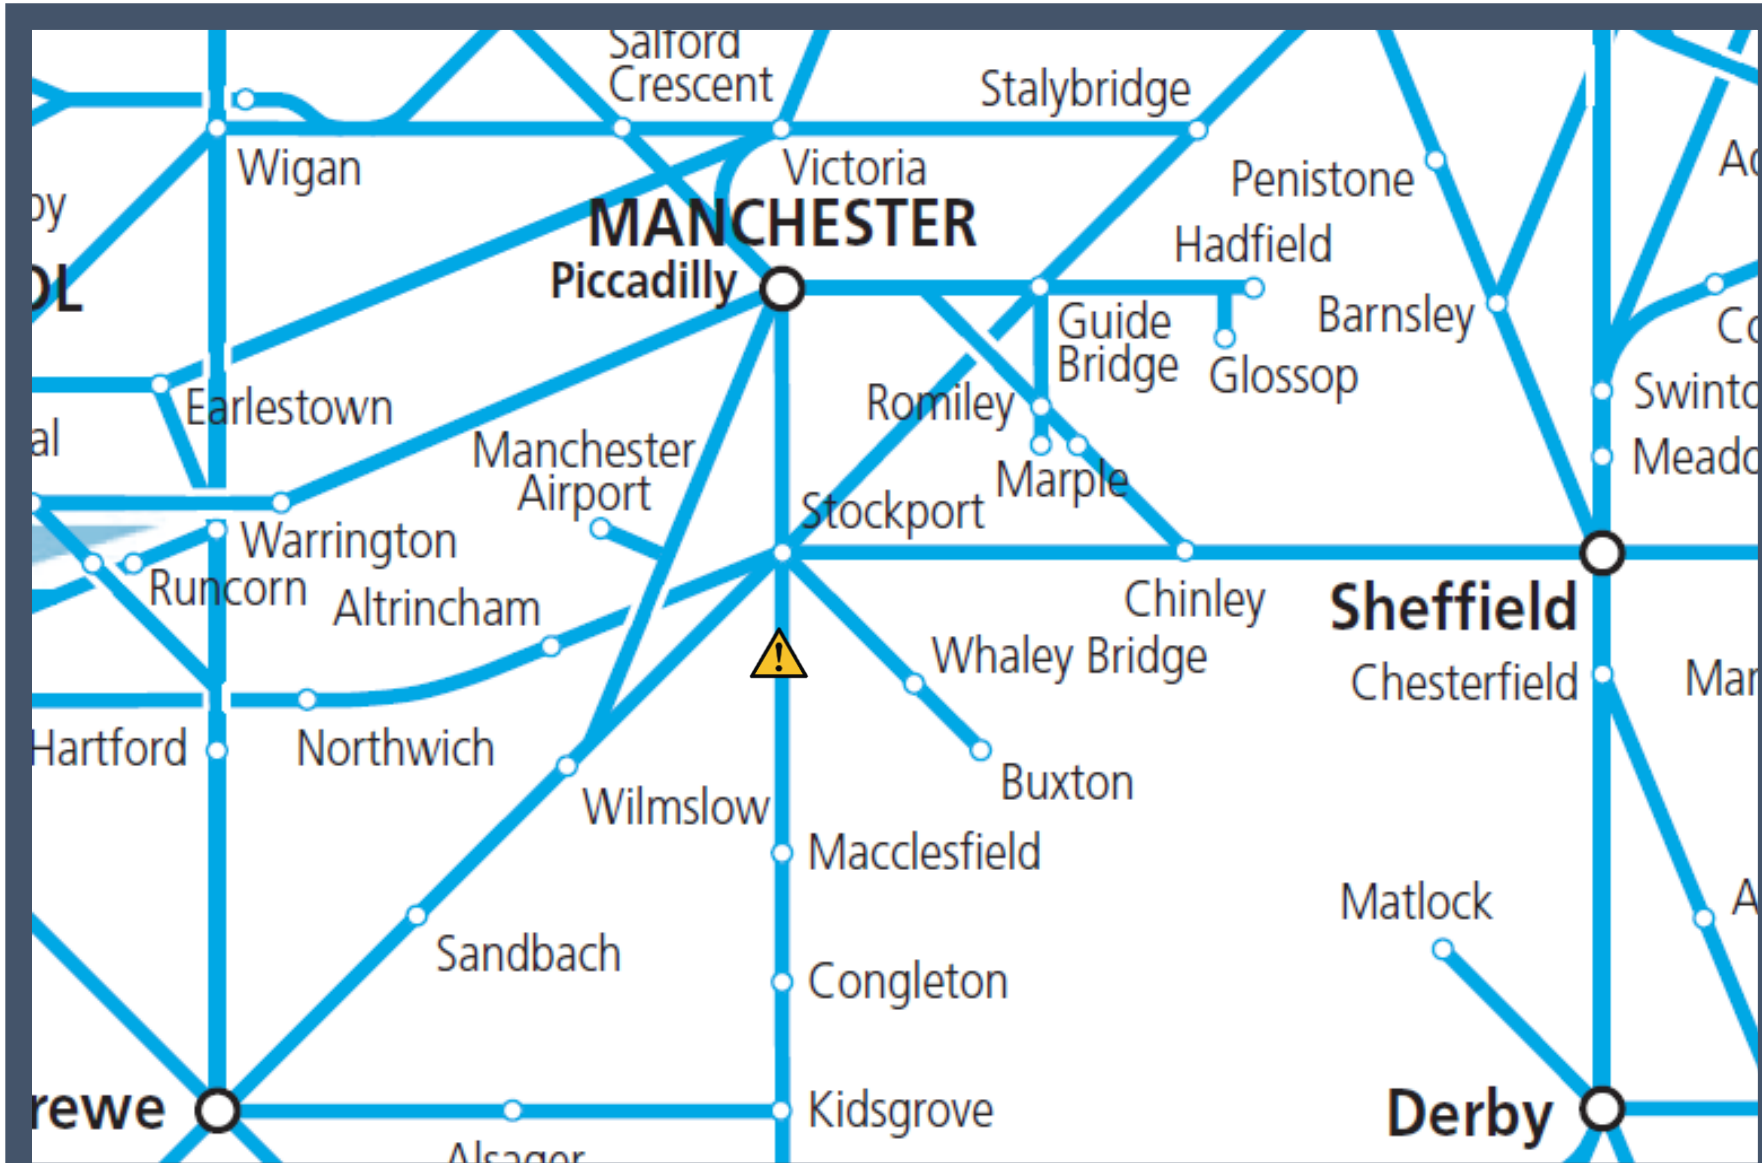 Salford
Crescent
Stalybridge
Wigan
Victoria
Penistone
MANCHESTER
Hadfield
Piccadilly
Guide
Bridge
Barnsley
Glossop
Earlestown
Romiley
Manchester
Airport
Marple
Stockport
Warrington
Runcorn
Altrincham
Chinley
Sheffield
Whaley Bridge
Chesterfield
Hartford
Northwich
Buxton
Wilmslow
Macclesfield
Matlock
Sandbach
Congleton
rewe
Kidsgrove
Derby
Alsager